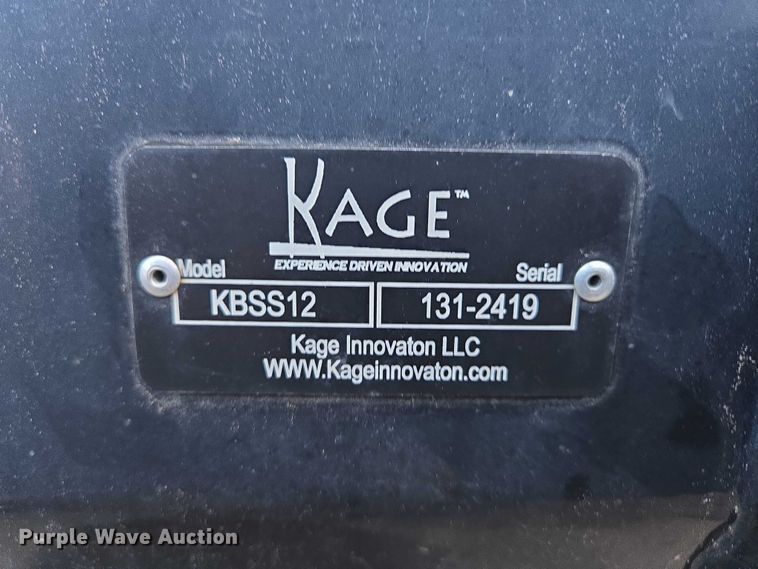 KAGE™
EXPERIENCE DRIVEN INNOVATION
Model Serial
KBSS12 131-2419
Kage Innovaton LLC
WWW.Kageinnovaton.com
Purple Wave Auction